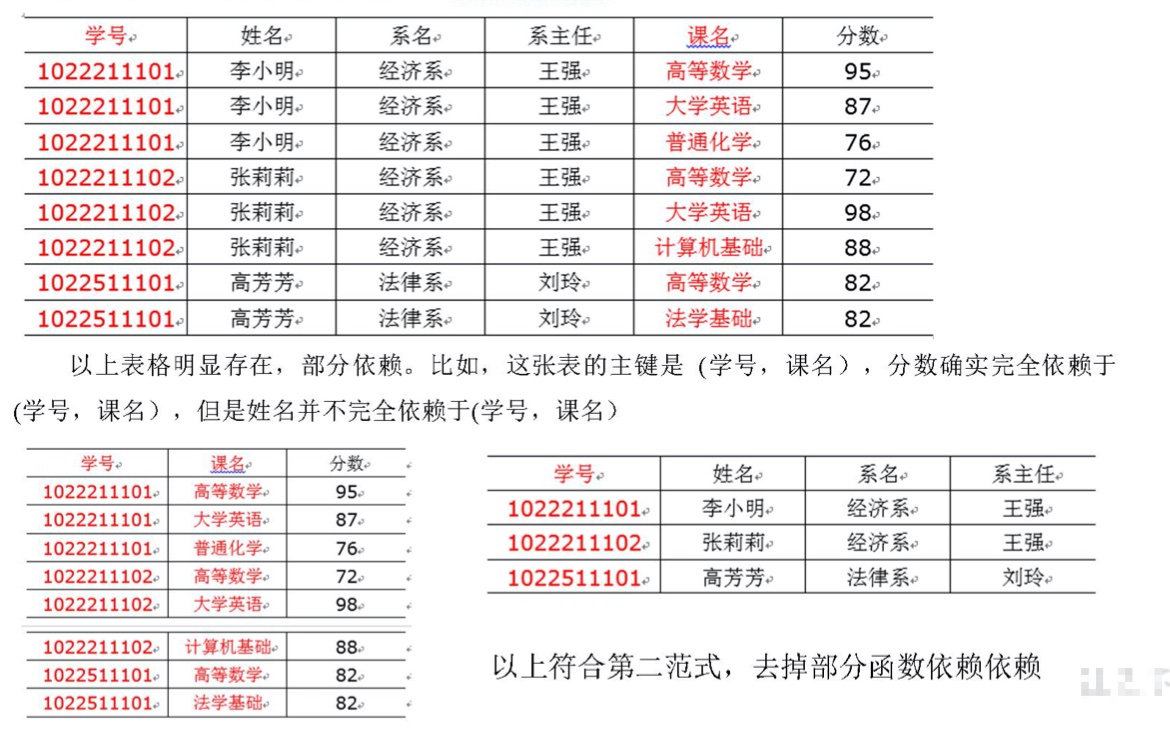 学号 姓名 系名 系主任 课名 分数
1022211101 李小明 经济系 王强 高等数学 95
1022211101 李小明 经济系 王强 大学英语 87
1022211101 李小明 经济系 王强 普通化学 76
1022211102 张莉莉 经济系 王强 高等数学 72
1022211102 张莉莉 经济系 王强 大学英语 98
1022211102 张莉莉 经济系 王强 计算机基础 88
1022511101 高芳芳 法律系 刘玲 高等数学 82
1022511101 高芳芳 法律系 刘玲 法学基础 82
以上表格明显存在，部分依赖。比如，这张表的主键是（学号，课名），分数确实完全依赖于
(学号，课名），但是姓名并不完全依赖于(学号，课名）
学号 课名 分数
1022211101 高等数学 95
1022211101 大学英语 87
1022211101 普通化学 76
1022211102 高等数学 72
1022211102 大学英语 98
1022211102 计算机基础 88
1022511101 高等数学 82
1022511101 法学基础 82
学号 姓名 系名 系主任
1022211101 李小明 经济系 王强
1022211102 张莉莉 经济系 王强
1022511101 高芳芳 法律系 刘玲
以上符合第二范式，去掉部分函数依赖依赖